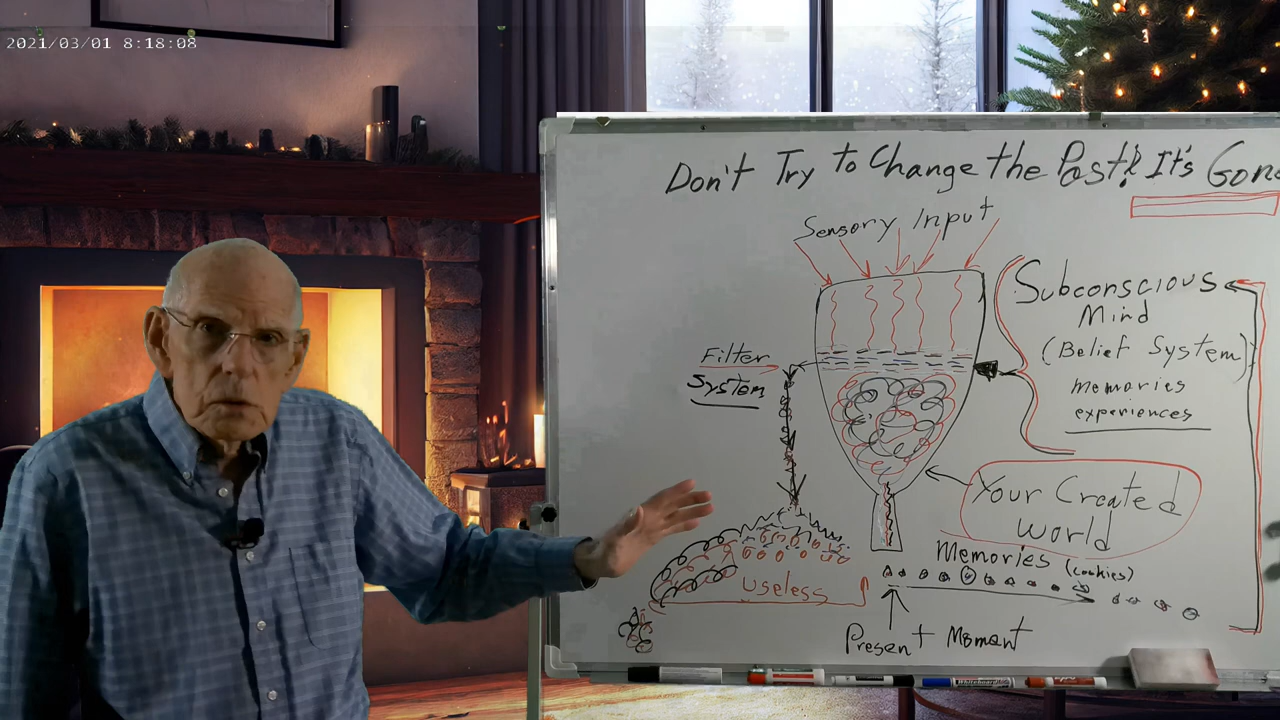 2021/03/01 8:18:08
Don't Try to Change the Past! It's Gone
Sensory Input
Subconscious
Mind
(Belief System)
memories
experiences
Filter
System
Your Created
World
Memories (cookies)
useless
Present Moment